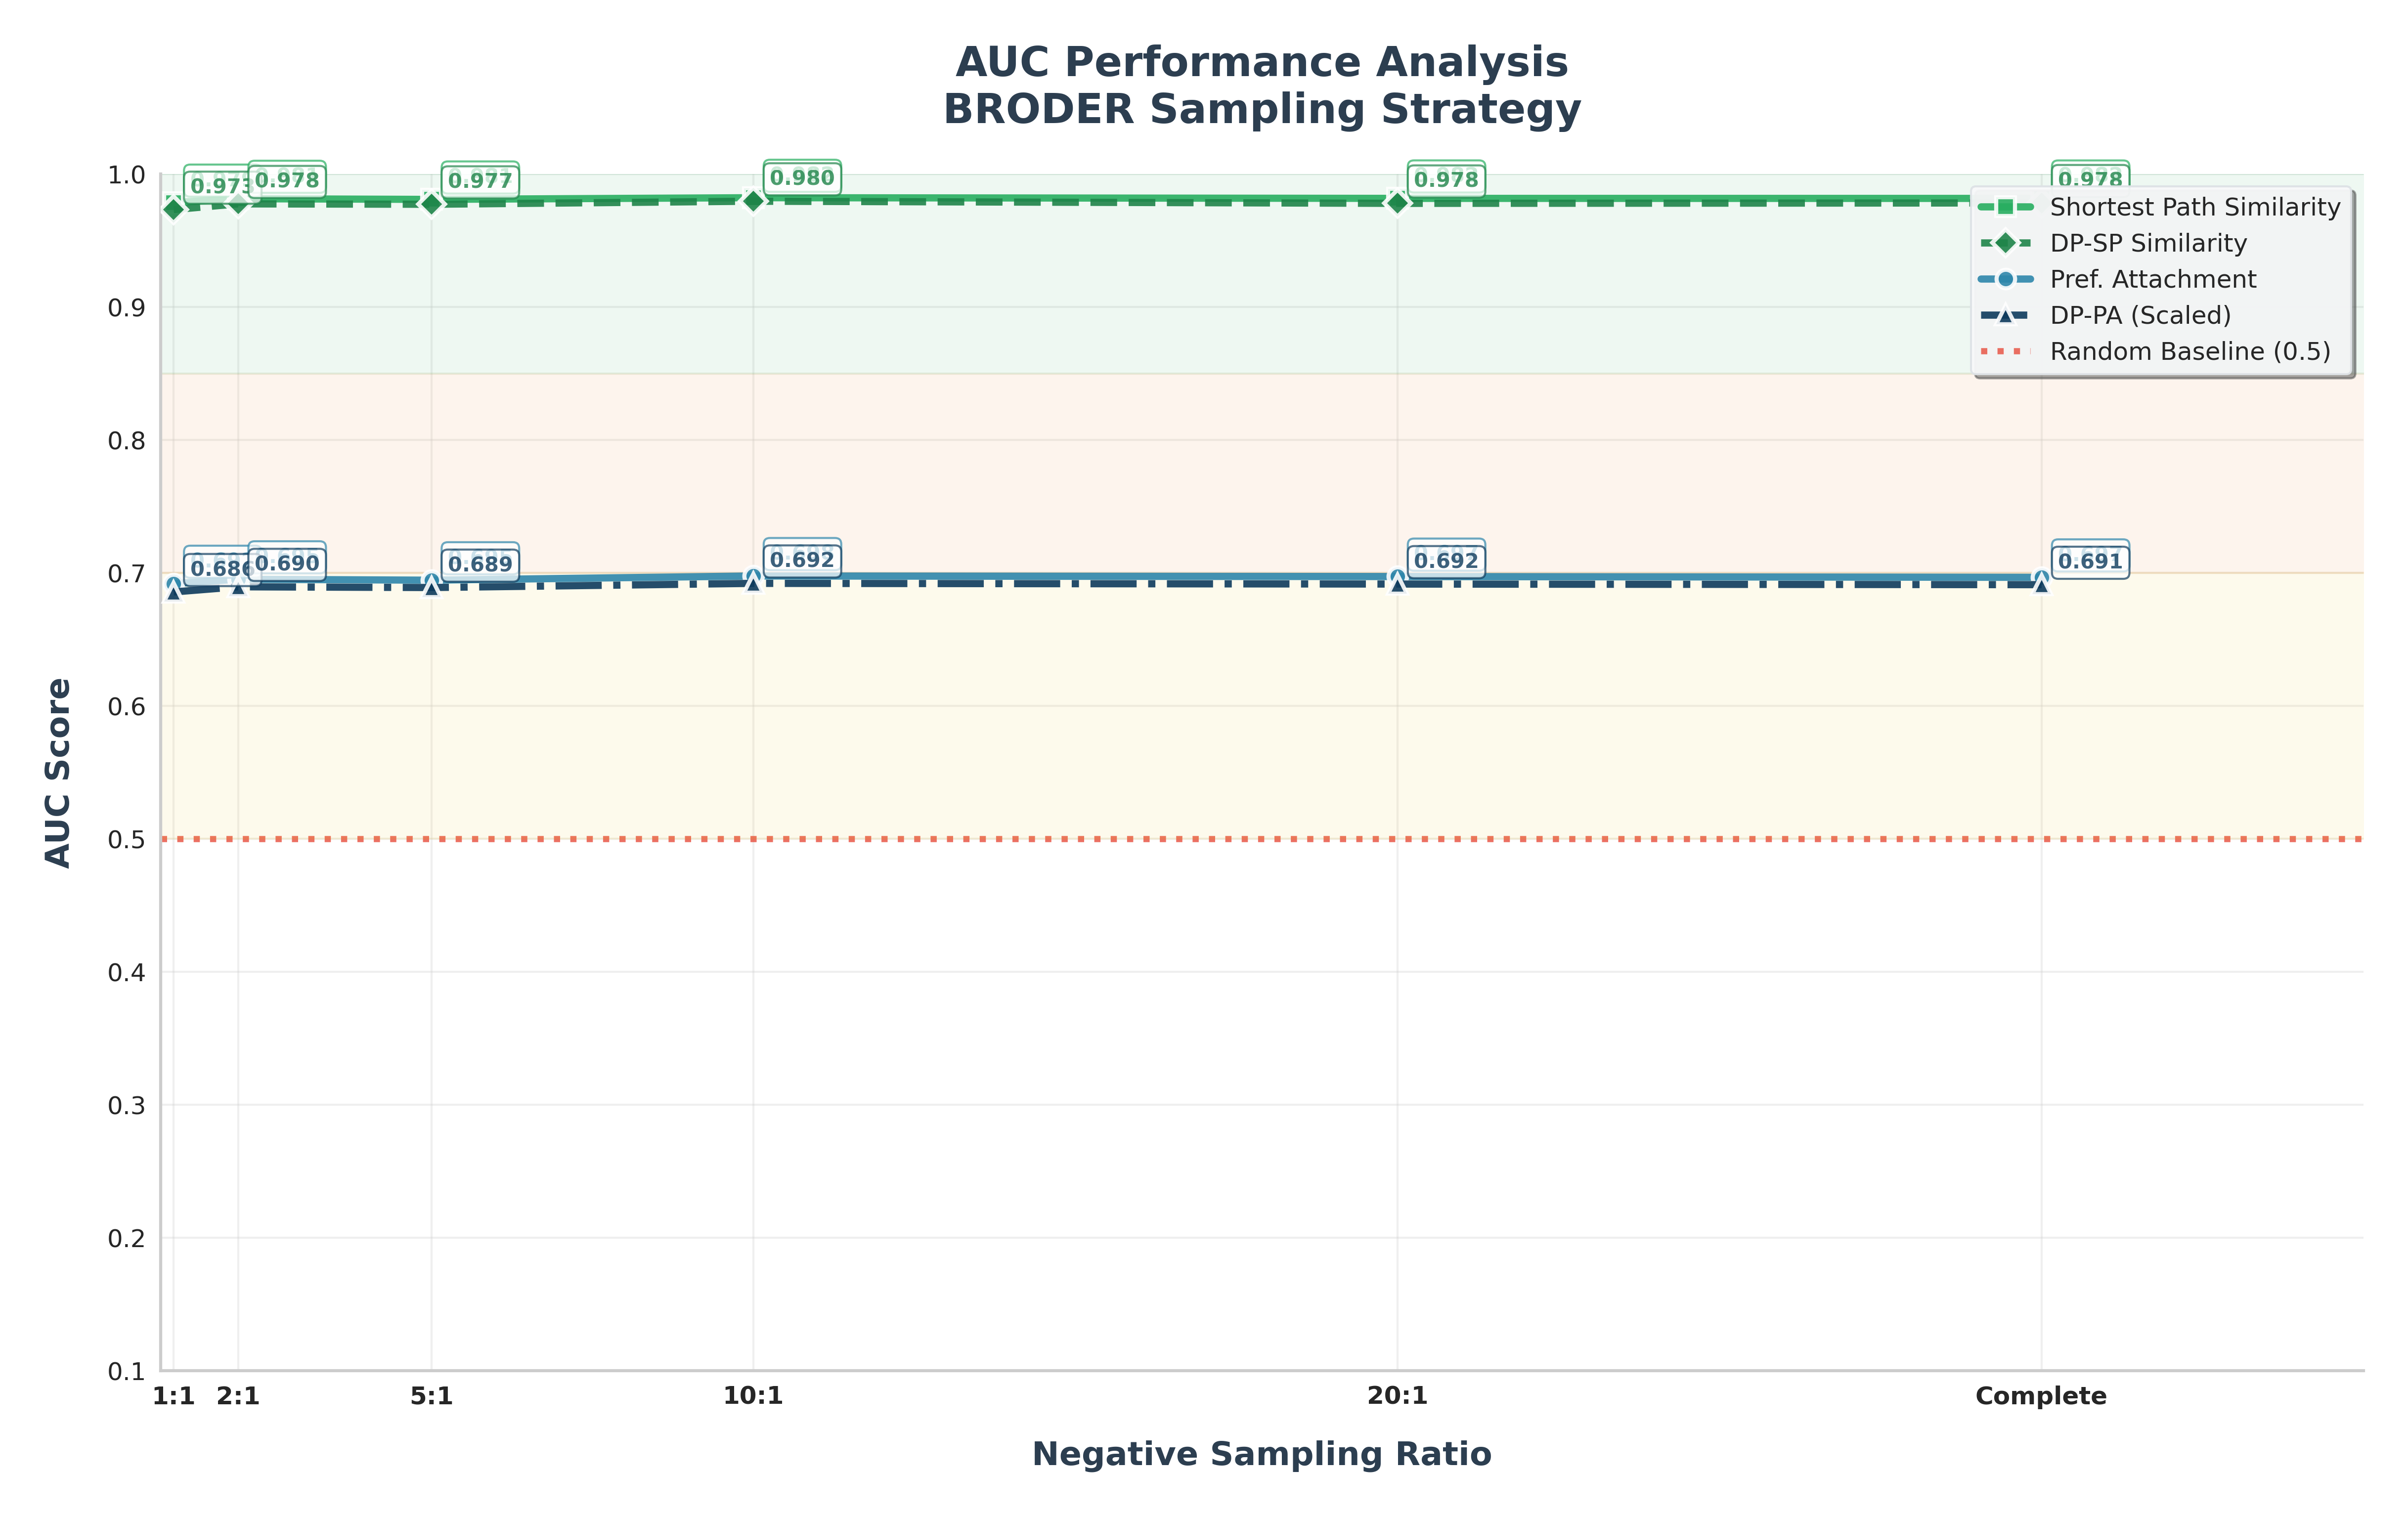 AUC Performance Analysis
BRODER Sampling Strategy
1.0
0.9
0.8
0.7
0.6
0.5
0.4
0.3
0.2
0.1
AUC Score
0.973
0.978
0.977
0.980
0.978
0.978
Shortest Path Similarity
DP-SP Similarity
Pref. Attachment
DP-PA (Scaled)
Random Baseline (0.5)
0.686
0.690
0.689
0.692
0.692
0.691
1:1 2:1 5:1 10:1 20:1 Complete
Negative Sampling Ratio